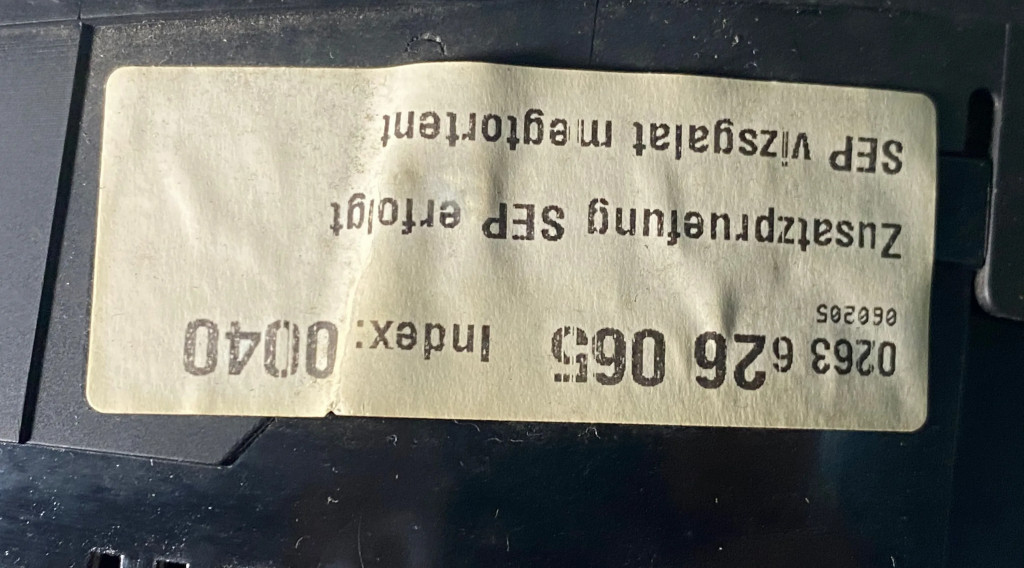 0263 626 065 Index: 0040
060205
Zusatzpruefung SEP erfolgt
SEP vizsgalat megtortent